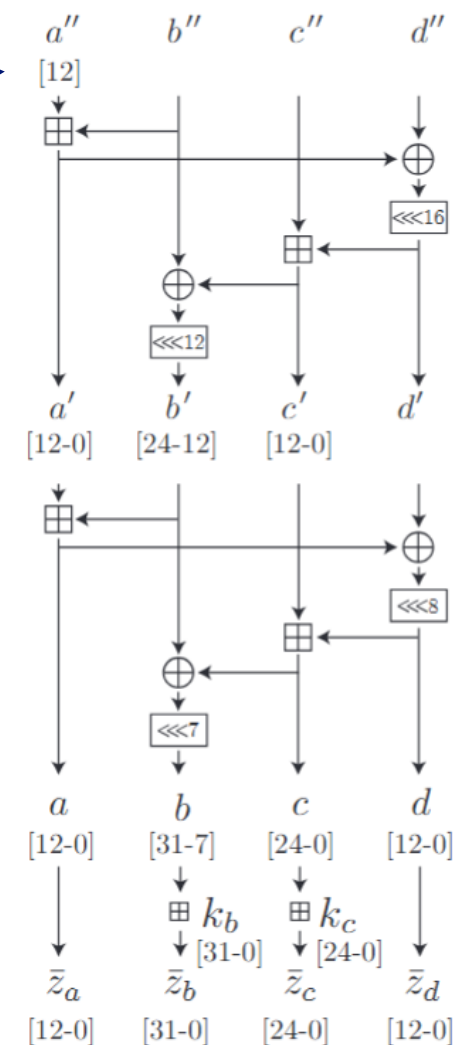 a'' b'' c'' d''
[12]
<<<16
<<<12
a' b' c' d'
[12-0] [24-12] [12-0]
<<<8
<<<7
a b c d
[12-0] [31-7] [24-0] [12-0]
k_b k_c
[31-0] [24-0]
z̄_a z̄_b z̄_c z̄_d
[12-0] [31-0] [24-0] [12-0]